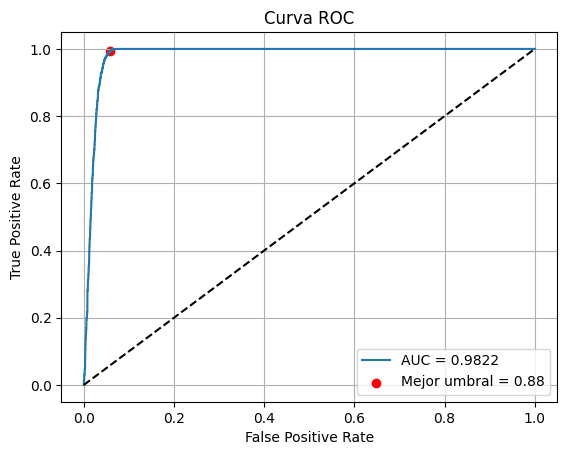 Curva ROC
True Positive Rate
1.0
0.8
0.6
0.4
0.2
0.0
AUC = 0.9822
Mejor umbral = 0.88
0.0 0.2 0.4 0.6 0.8 1.0
False Positive Rate